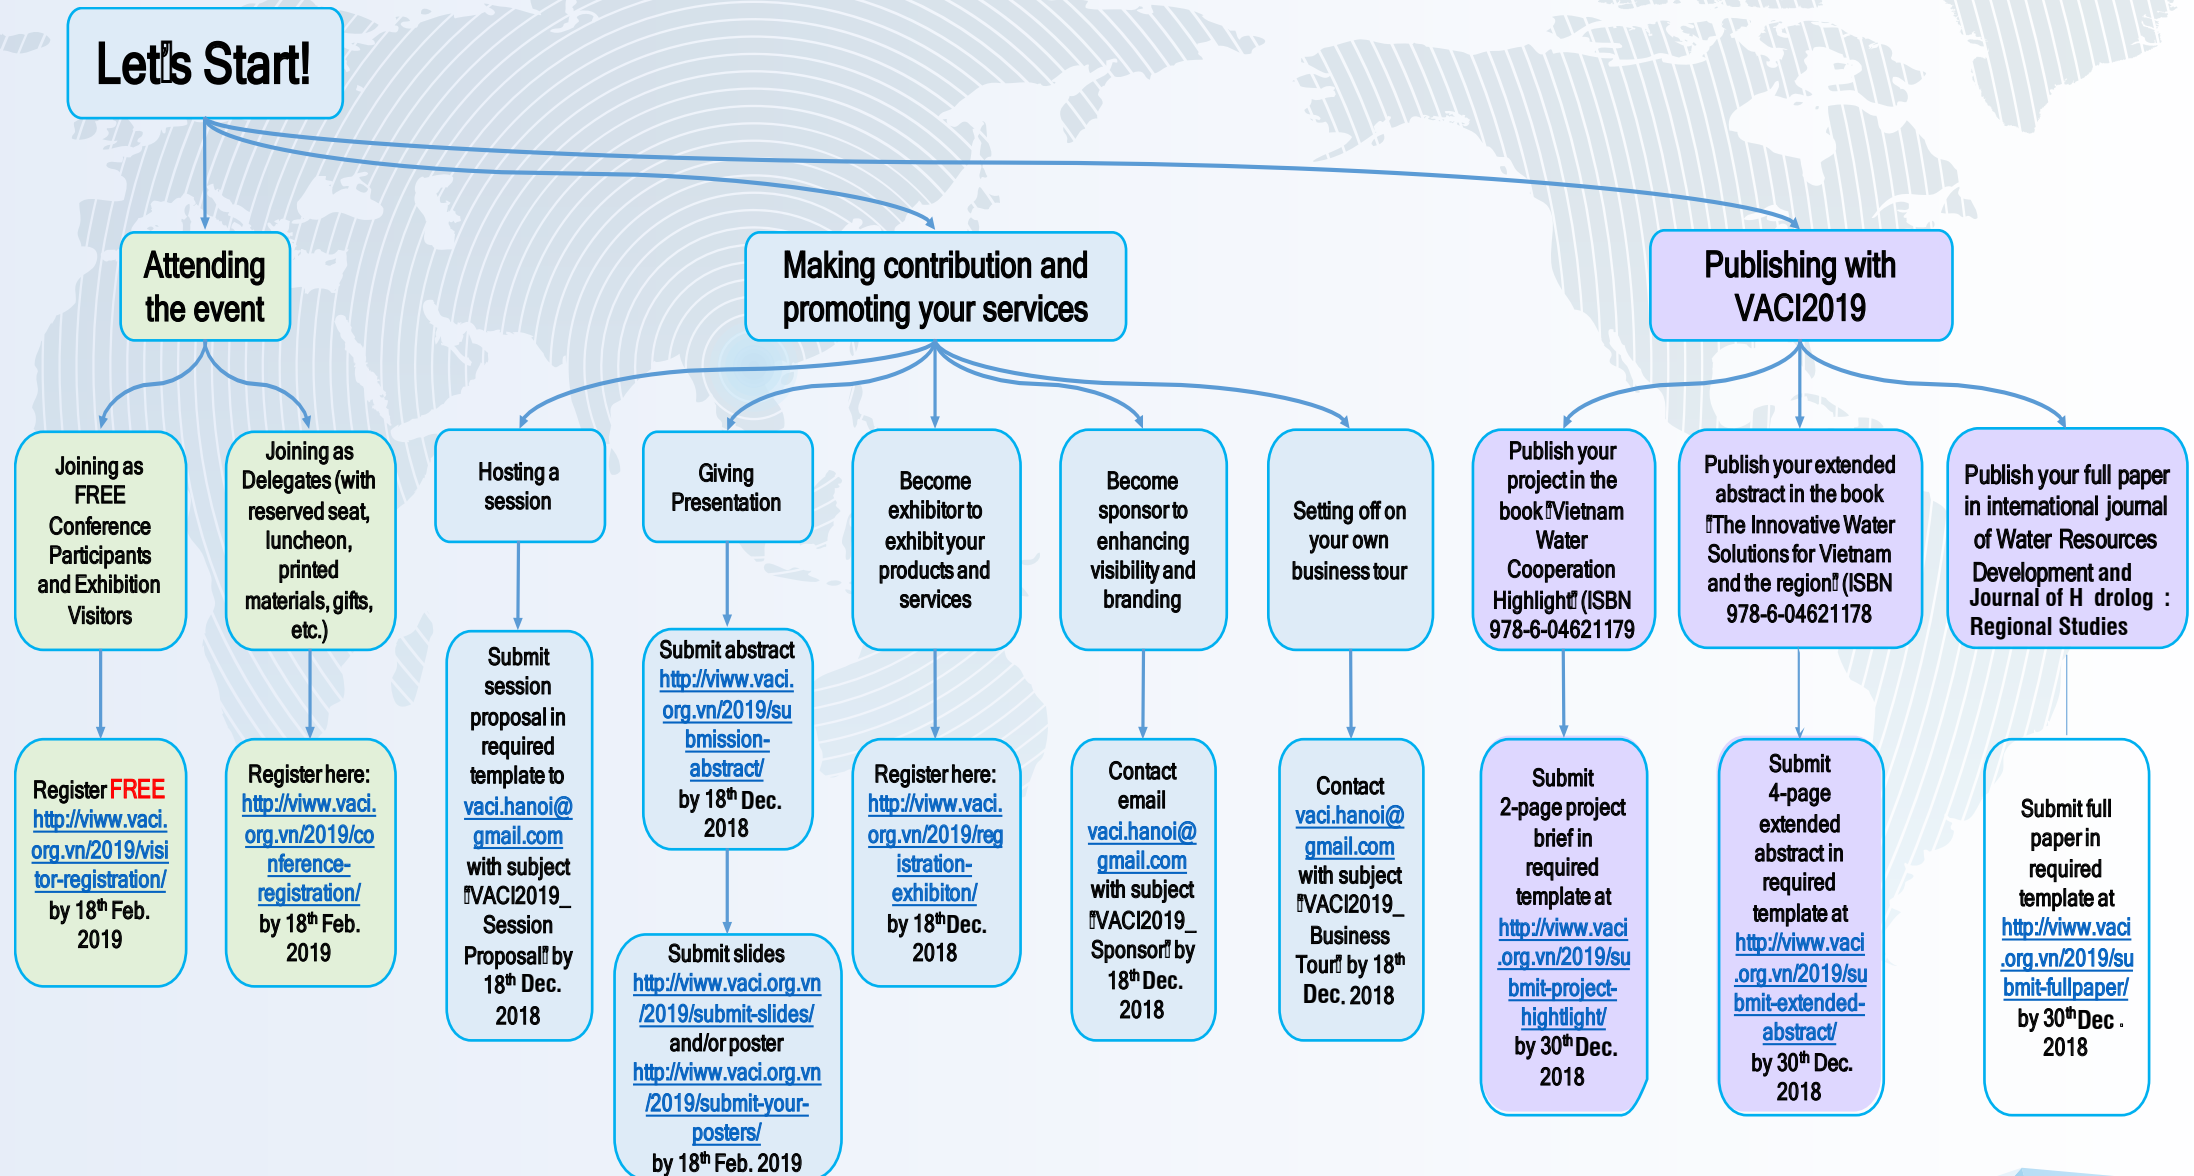 Let's Start!
Attending
the event
Making contribution and
promoting your services
Publishing with
VACI2019
Joining as
FREE
Conference
Participants
and Exhibition
Visitors
Joining as
Delegates (with
reserved seat,
luncheon,
printed
materials, gifts,
etc.)
Hosting a
session
Giving
Presentation
Become
exhibitor to
exhibit your
products and
services
Become
sponsor to
enhancing
visibility and
branding
Setting off on
your own
business tour
Publish your
project in the
book "Vietnam
Water
Cooperation
Highlight" (ISBN
978-6-04621179
Publish your extended
abstract in the book
"The Innovative Water
Solutions for Vietnam
and the region" (ISBN
978-6-04621178
Publish your full paper
in international journal
of Water Resources
Development and
Journal of H drolog :
Regional Studies
Register FREE
http://viww.vaci.
org.vn/2019/visi
tor-registration/
by 18th Feb.
2019
Register here:
http://viww.vaci.
org.vn/2019/co
nference-
registration/
by 18th Feb.
2019
Submit
session
proposal in
required
template to
vaci.hanoi@
gmail.com
with subject
"VACI2019_
Session
Proposal" by
18th Dec.
2018
Submit abstract
http://viww.vaci.
org.vn/2019/su
bmission-
abstract/
by 18th Dec.
2018
Submit slides
http://viww.vaci.org.vn
/2019/submit-slides/
and/or poster
http://viww.vaci.org.vn
/2019/submit-your-
posters/
by 18th Feb. 2019
Register here:
http://viww.vaci.
org.vn/2019/reg
istration-
exhibiton/
by 18th Dec.
2018
Contact
email
vaci.hanoi@
gmail.com
with subject
"VACI2019_
Sponsor" by
18th Dec.
2018
Contact
vaci.hanoi@
gmail.com
with subject
"VACI2019_
Business
Tour" by 18th
Dec. 2018
Submit
2-page project
brief in
required
template at
http://viww.vaci
.org.vn/2019/su
bmit-project-
hightlight/
by 30th Dec.
2018
Submit
4-page
extended
abstract in
required
template at
http://viww.vaci
.org.vn/2019/su
bmit-extended-
abstract/
by 30th Dec.
2018
Submit full
paper in
required
template at
http://viww.vaci
.org.vn/2019/su
bmit-fullpaper/
by 30th Dec .
2018